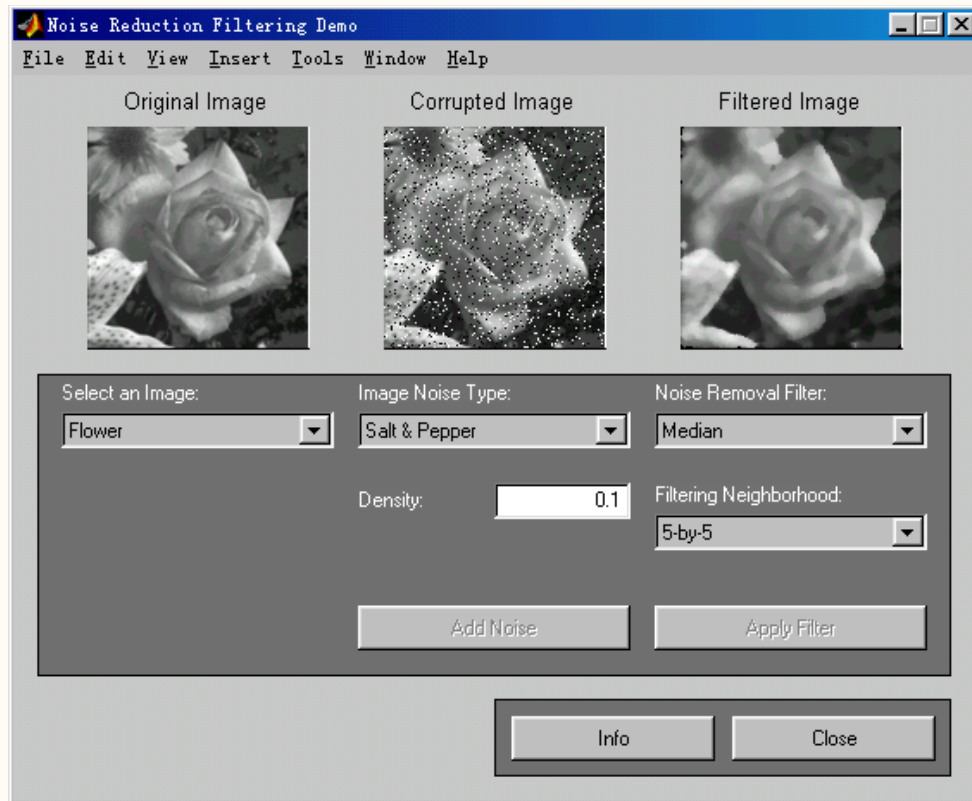 Noise Reduction Filtering Demo
File Edit View Insert Tools Window Help
Original Image
Corrupted Image
Filtered Image
Select an Image:
Flower
Image Noise Type:
Salt & Pepper
Density:
0.1
Noise Removal Filter:
Median
Filtering Neighborhood:
5-by-5
Add Noise
Apply Filter
Info
Close